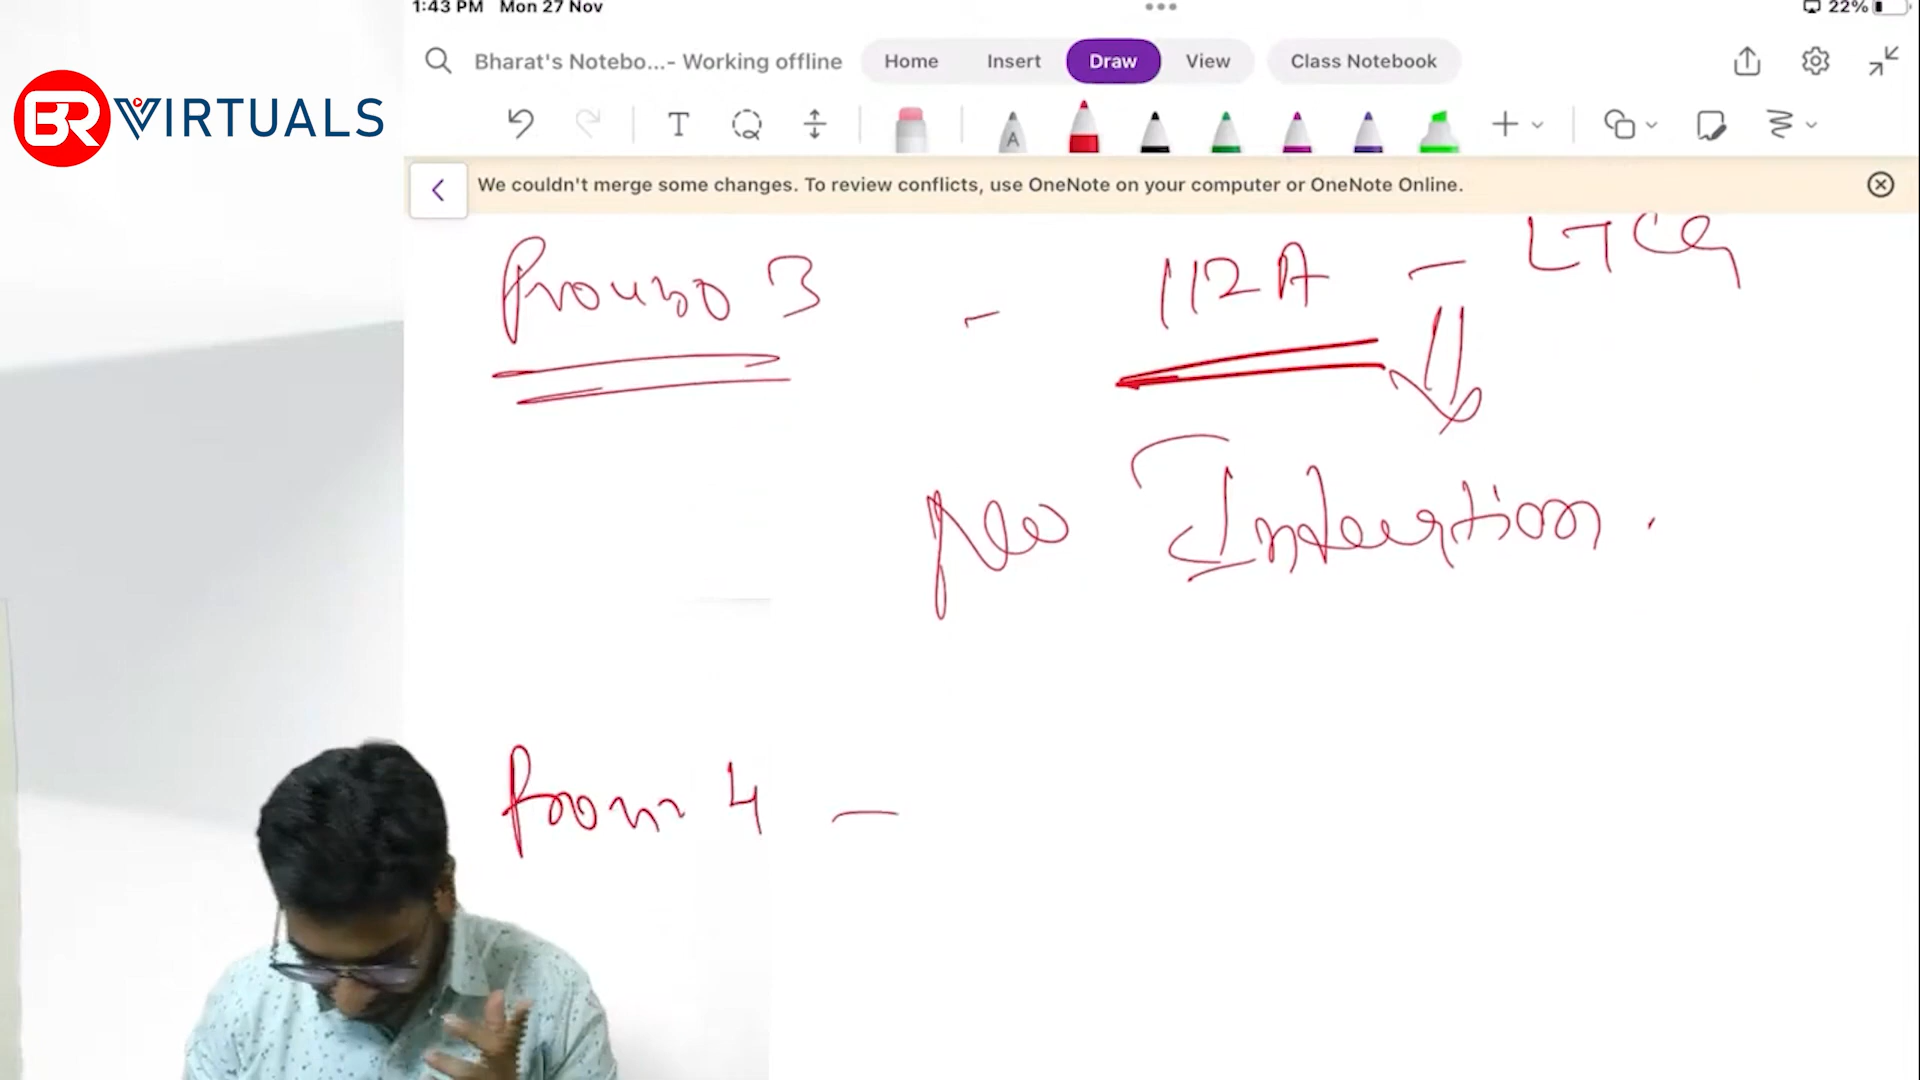 1:43 PM Mon 27 Nov
22%
BR VIRTUALS
Bharat's Notebo...- Working offline
Home Insert Draw View Class Notebook
T A
We couldn't merge some changes. To review conflicts, use OneNote on your computer or OneNote Online.
Proviso 3 - 112A - LTCG
No Indexation.
4 -